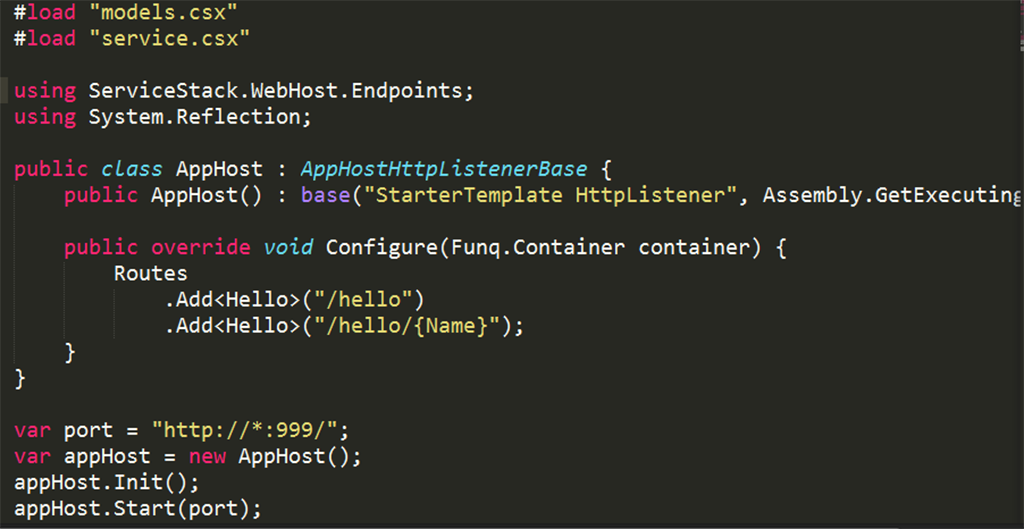 #load "models.csx"
#load "service.csx"
using ServiceStack.WebHost.Endpoints;
using System.Reflection;
public class AppHost : AppHostHttpListenerBase {
public AppHost() : base("StarterTemplate HttpListener", Assembly.GetExecuting
public override void Configure(Funq.Container container) {
Routes
.Add<Hello>("/hello")
.Add<Hello>("/hello/{Name}");
}
}
var port = "http://*:999/";
var appHost = new AppHost();
appHost.Init();
appHost.Start(port);